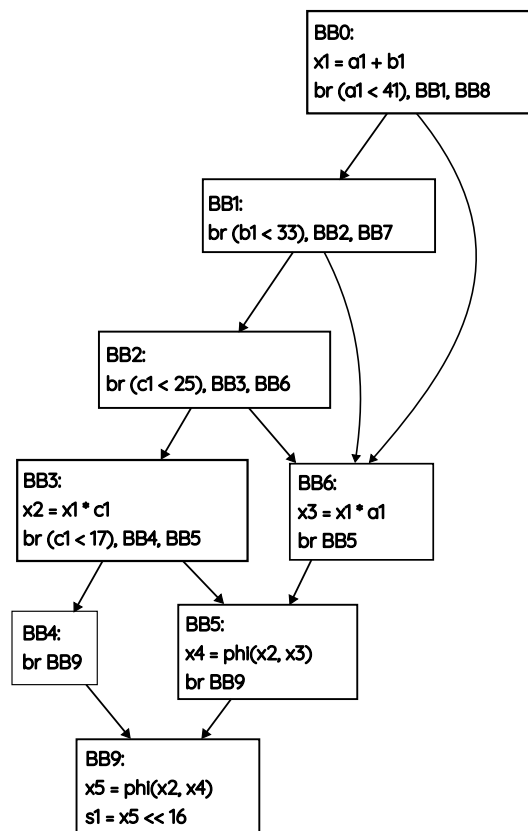 BB0:
x1 = a1 + b1
br (a1 < 41), BB1, BB8
BB1:
br (b1 < 33), BB2, BB7
BB2:
br (c1 < 25), BB3, BB6
BB3:
x2 = x1 * c1
br (c1 < 17), BB4, BB5
BB6:
x3 = x1 * a1
br BB5
BB4:
br BB9
BB5:
x4 = phi(x2, x3)
br BB9
BB9:
x5 = phi(x2, x4)
s1 = x5 << 16